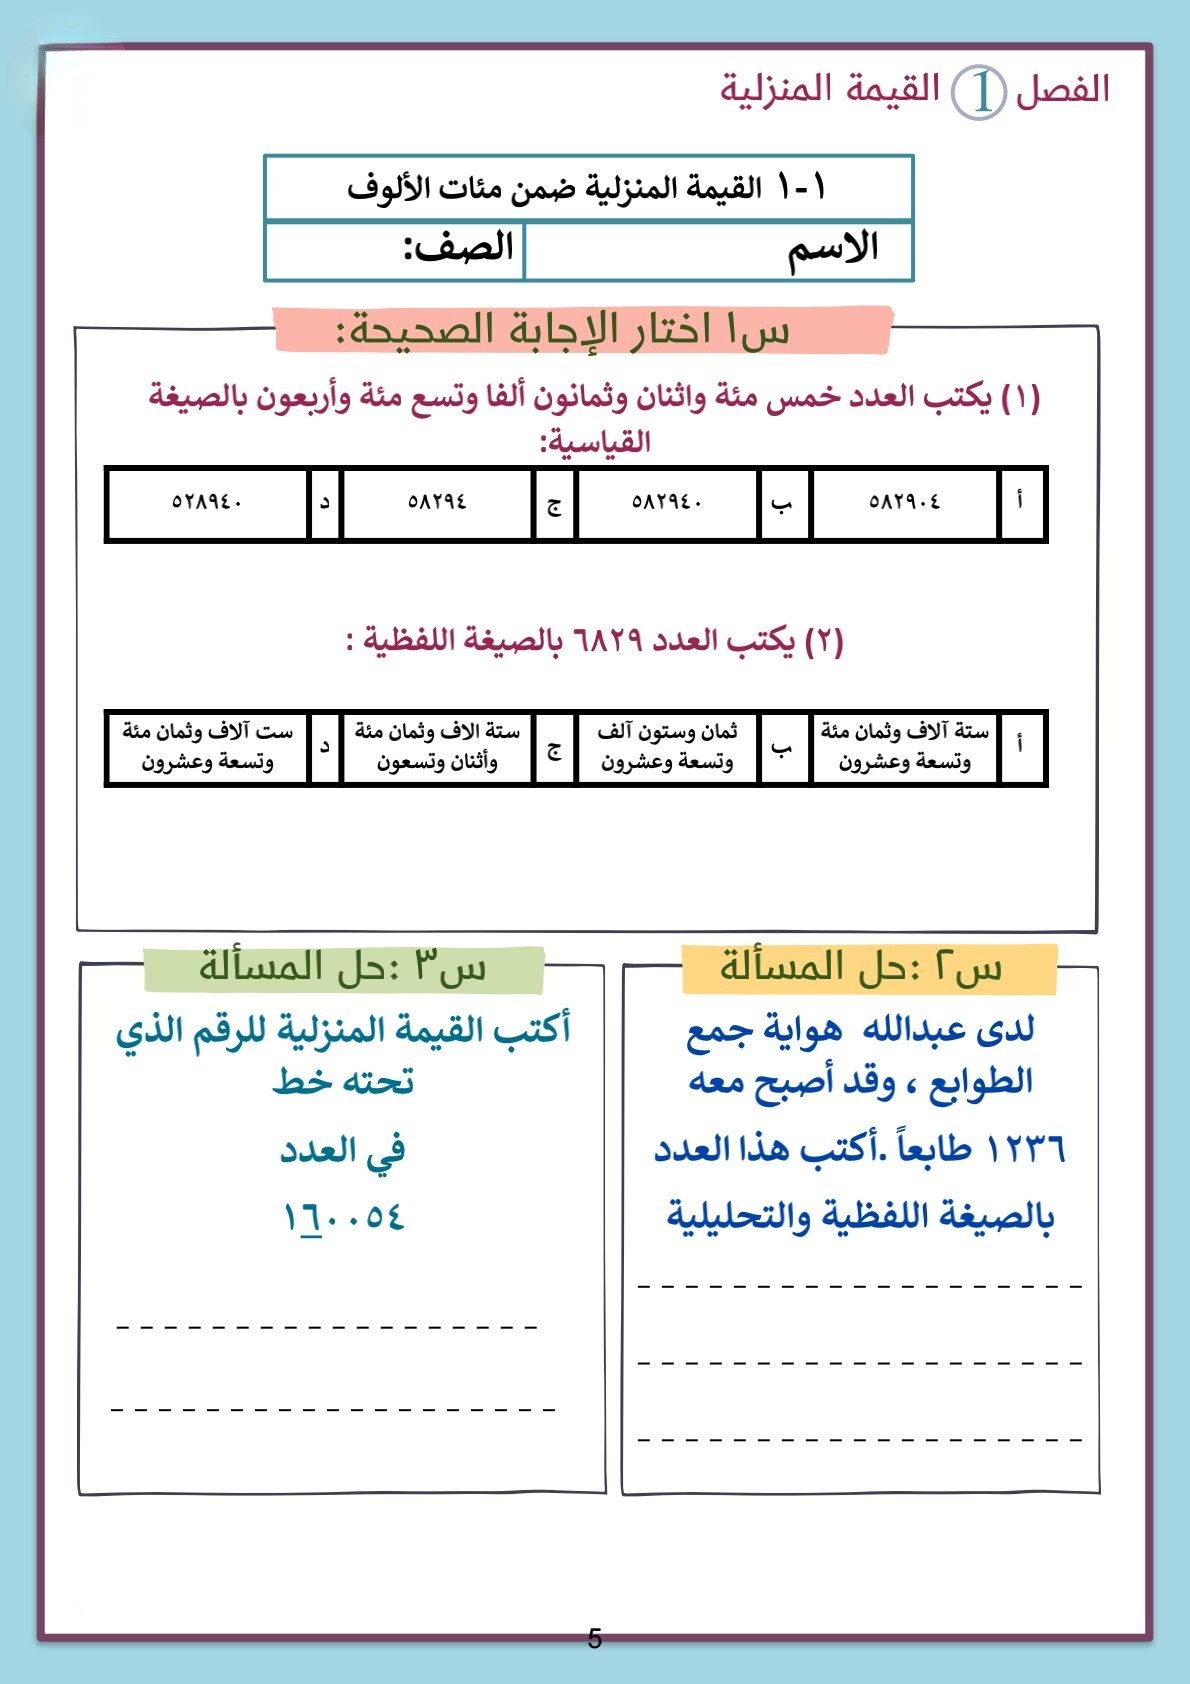 الفصل 1 القيمة المنزلية
١-١ القيمة المنزلية ضمن مئات الألوف
الاسم
الصف:
س١ اختار الإجابة الصحيحة:
(١) يكتب العدد خمس مئة واثنان وثمانون ألفا وتسع مئة وأربعون بالصيغة
القياسية:
أ ٥٨٢٩٠٤ ب ٥٨٢٩٤٠ ج ٥٨٢٩٤ د ٥٢٨٩٤٠
(٢) يكتب العدد ٦٨٢٩ بالصيغة اللفظية :
أ
ستة آلاف وثمان مئة
وتسعة وعشرون
ب
ثمان وستون آلف
وتسعة وعشرون
ج
ستة الاف وثمان مئة
وأثنان وتسعون
د
ست آلاف وثمان مئة
وتسعة وعشرون
س٢ :حل المسألة
لدى عبدالله هواية جمع
الطوابع ، وقد أصبح معه
١٢٣٦ طابعاً .أكتب هذا العدد
بالصيغة اللفظية والتحليلية
س٣ :حل المسألة
أكتب القيمة المنزلية للرقم الذي
تحته خط
في العدد
١٦٠٠٥٤
5